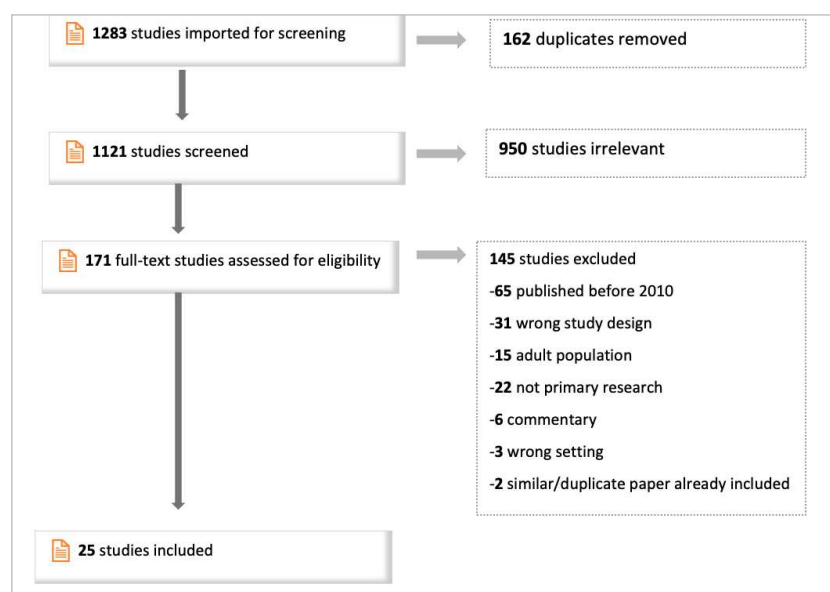 1283 studies imported for screening
162 duplicates removed
1121 studies screened
950 studies irrelevant
171 full-text studies assessed for eligibility
145 studies excluded
-65 published before 2010
-31 wrong study design
-15 adult population
-22 not primary research
-6 commentary
-3 wrong setting
-2 similar/duplicate paper already included
25 studies included